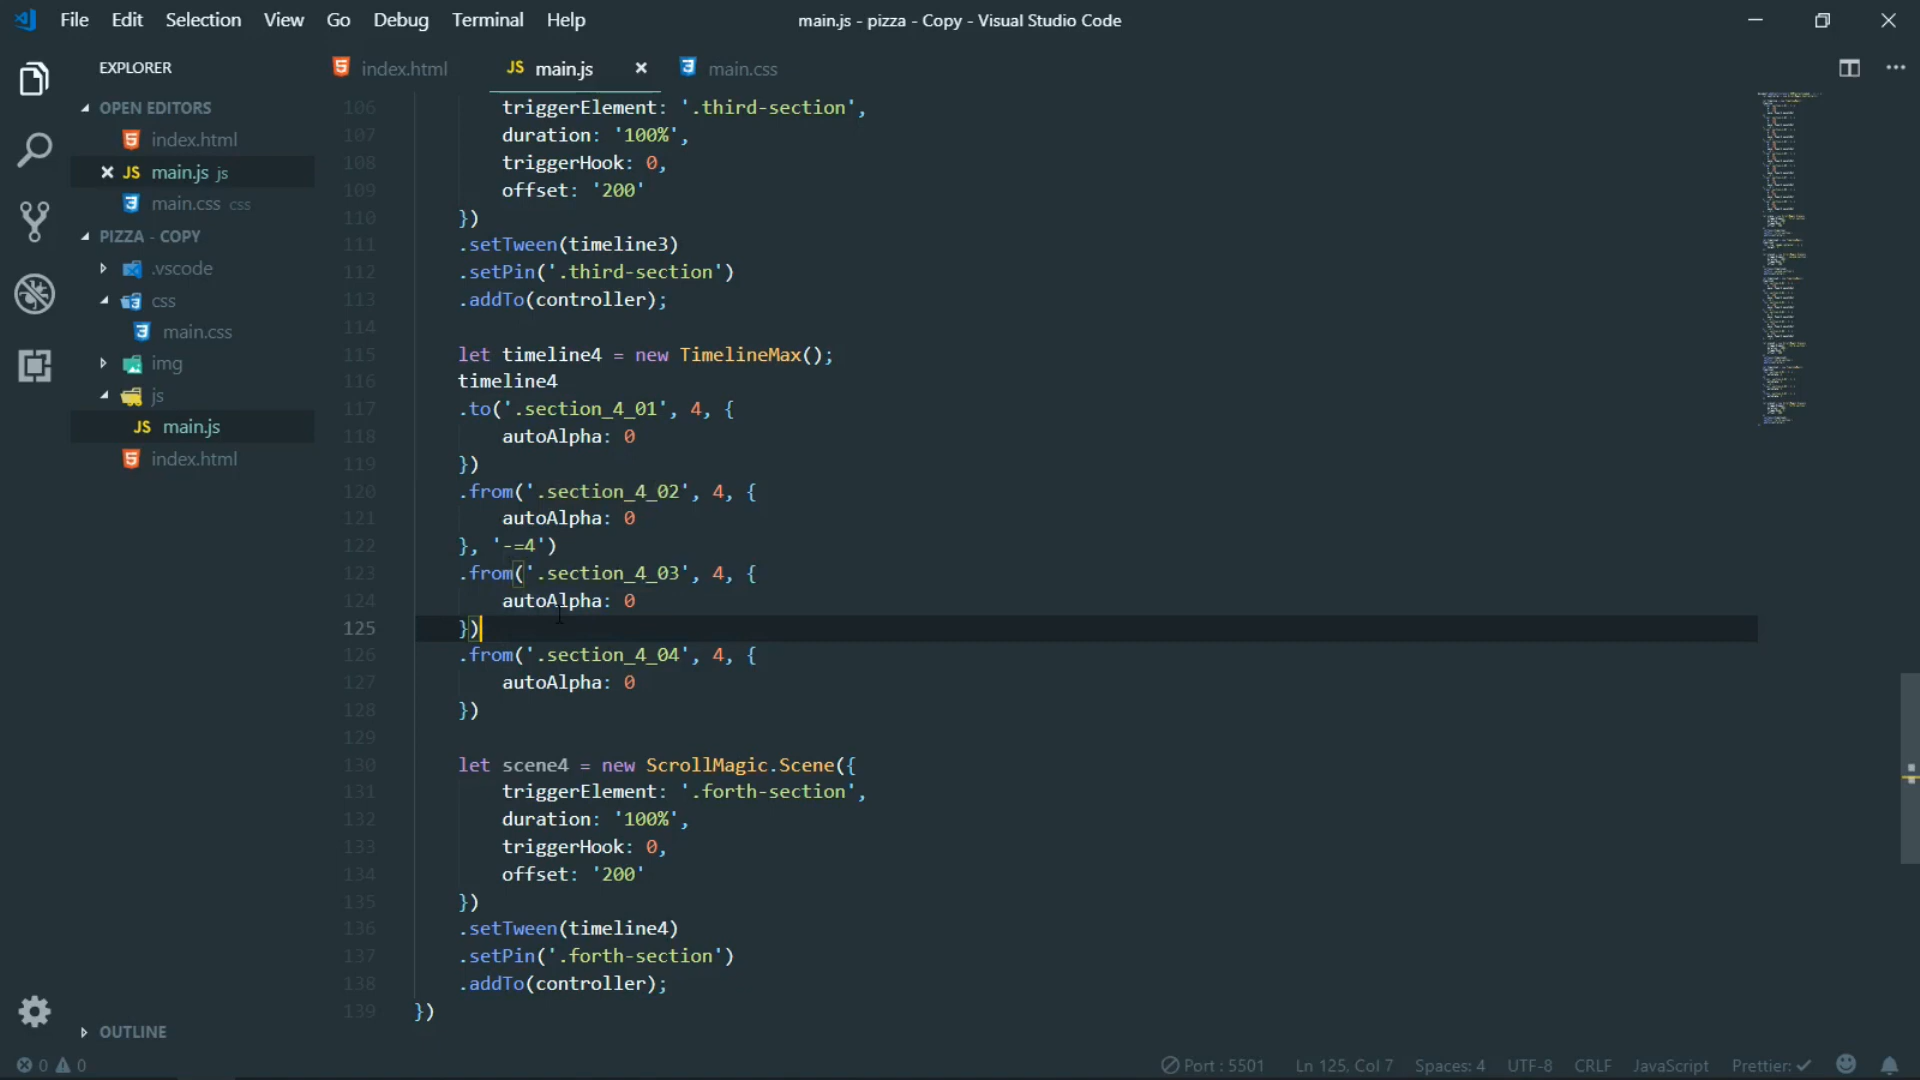 File Edit Selection View Go Debug Terminal Help main.js - pizza - Copy - Visual Studio Code
EXPLORER
OPEN EDITORS
index.html
main.js js
main.css css
PIZZA - COPY
.vscode
css
main.css
img
js
JS main.js
index.html
OUTLINE
index.html JS main.js main.css
106 triggerElement: '.third-section',
107 duration: '100%',
108 triggerHook: 0,
109 offset: '200'
110 })
111 .setTween(timeline3)
112 .setPin('.third-section')
113 .addTo(controller);
114
115 let timeline4 = new TimelineMax();
116 timeline4
117 .to('.section_4_01', 4, {
118 autoAlpha: 0
119 })
120 .from('.section_4_02', 4, {
121 autoAlpha: 0
122 }, '-=4')
123 .from('.section_4_03', 4, {
124 autoAlpha: 0
125 })
126 .from('.section_4_04', 4, {
127 autoAlpha: 0
128 })
129
130 let scene4 = new ScrollMagic.Scene({
131 triggerElement: '.forth-section',
132 duration: '100%',
133 triggerHook: 0,
134 offset: '200'
135 })
136 .setTween(timeline4)
137 .setPin('.forth-section')
138 .addTo(controller);
139 })
0 0 Port : 5501 Ln 125, Col 7 Spaces: 4 UTF-8 CRLF JavaScript Prettier: ✓